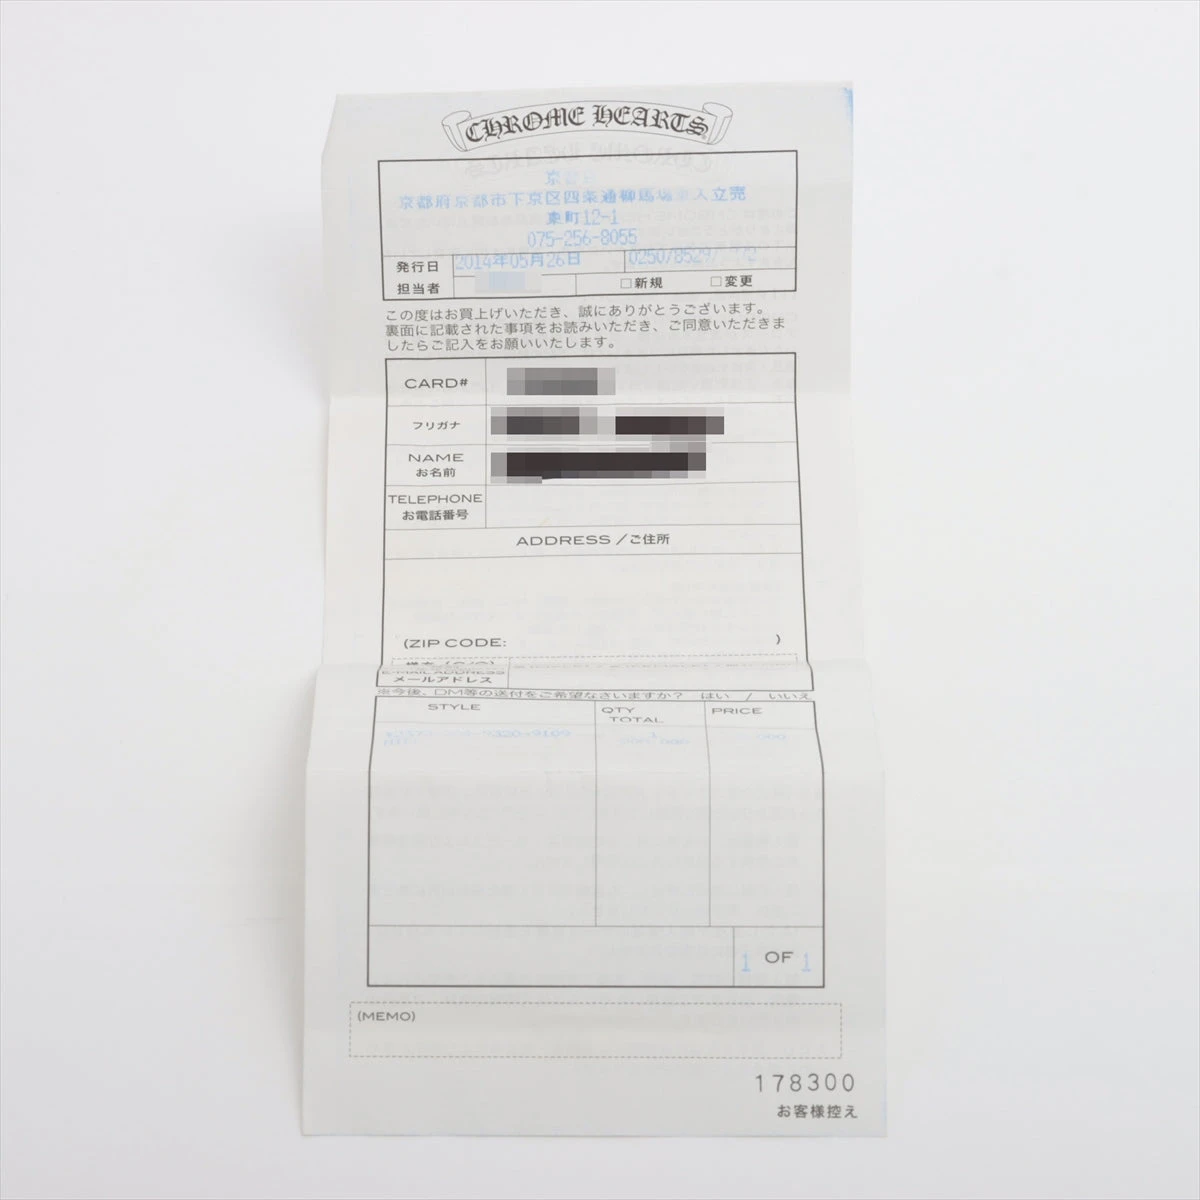 CHROME HEARTS
京都府京都市下京区四条通柳馬場東入立売
東町12-1
075-256-8055
発行日 2014年05月26日
担当者 □新規 □変更
この度はお買上げいただき、誠にありがとうございます。
裏面に記載された事項をお読みいただき、ご同意いただきま
したらご記入をお願いいたします。
CARD#
フリガナ
NAME
お名前
TELEPHONE
お電話番号
ADDRESS／ご住所
(ZIP CODE: )
E-MAIL ADDRESS
メールアドレス
※今後、DM等の送付をご希望なさいますか？ はい / いいえ
STYLE QTY PRICE
TOTAL
1
1 OF 1
(MEMO)
178300
お客様控え